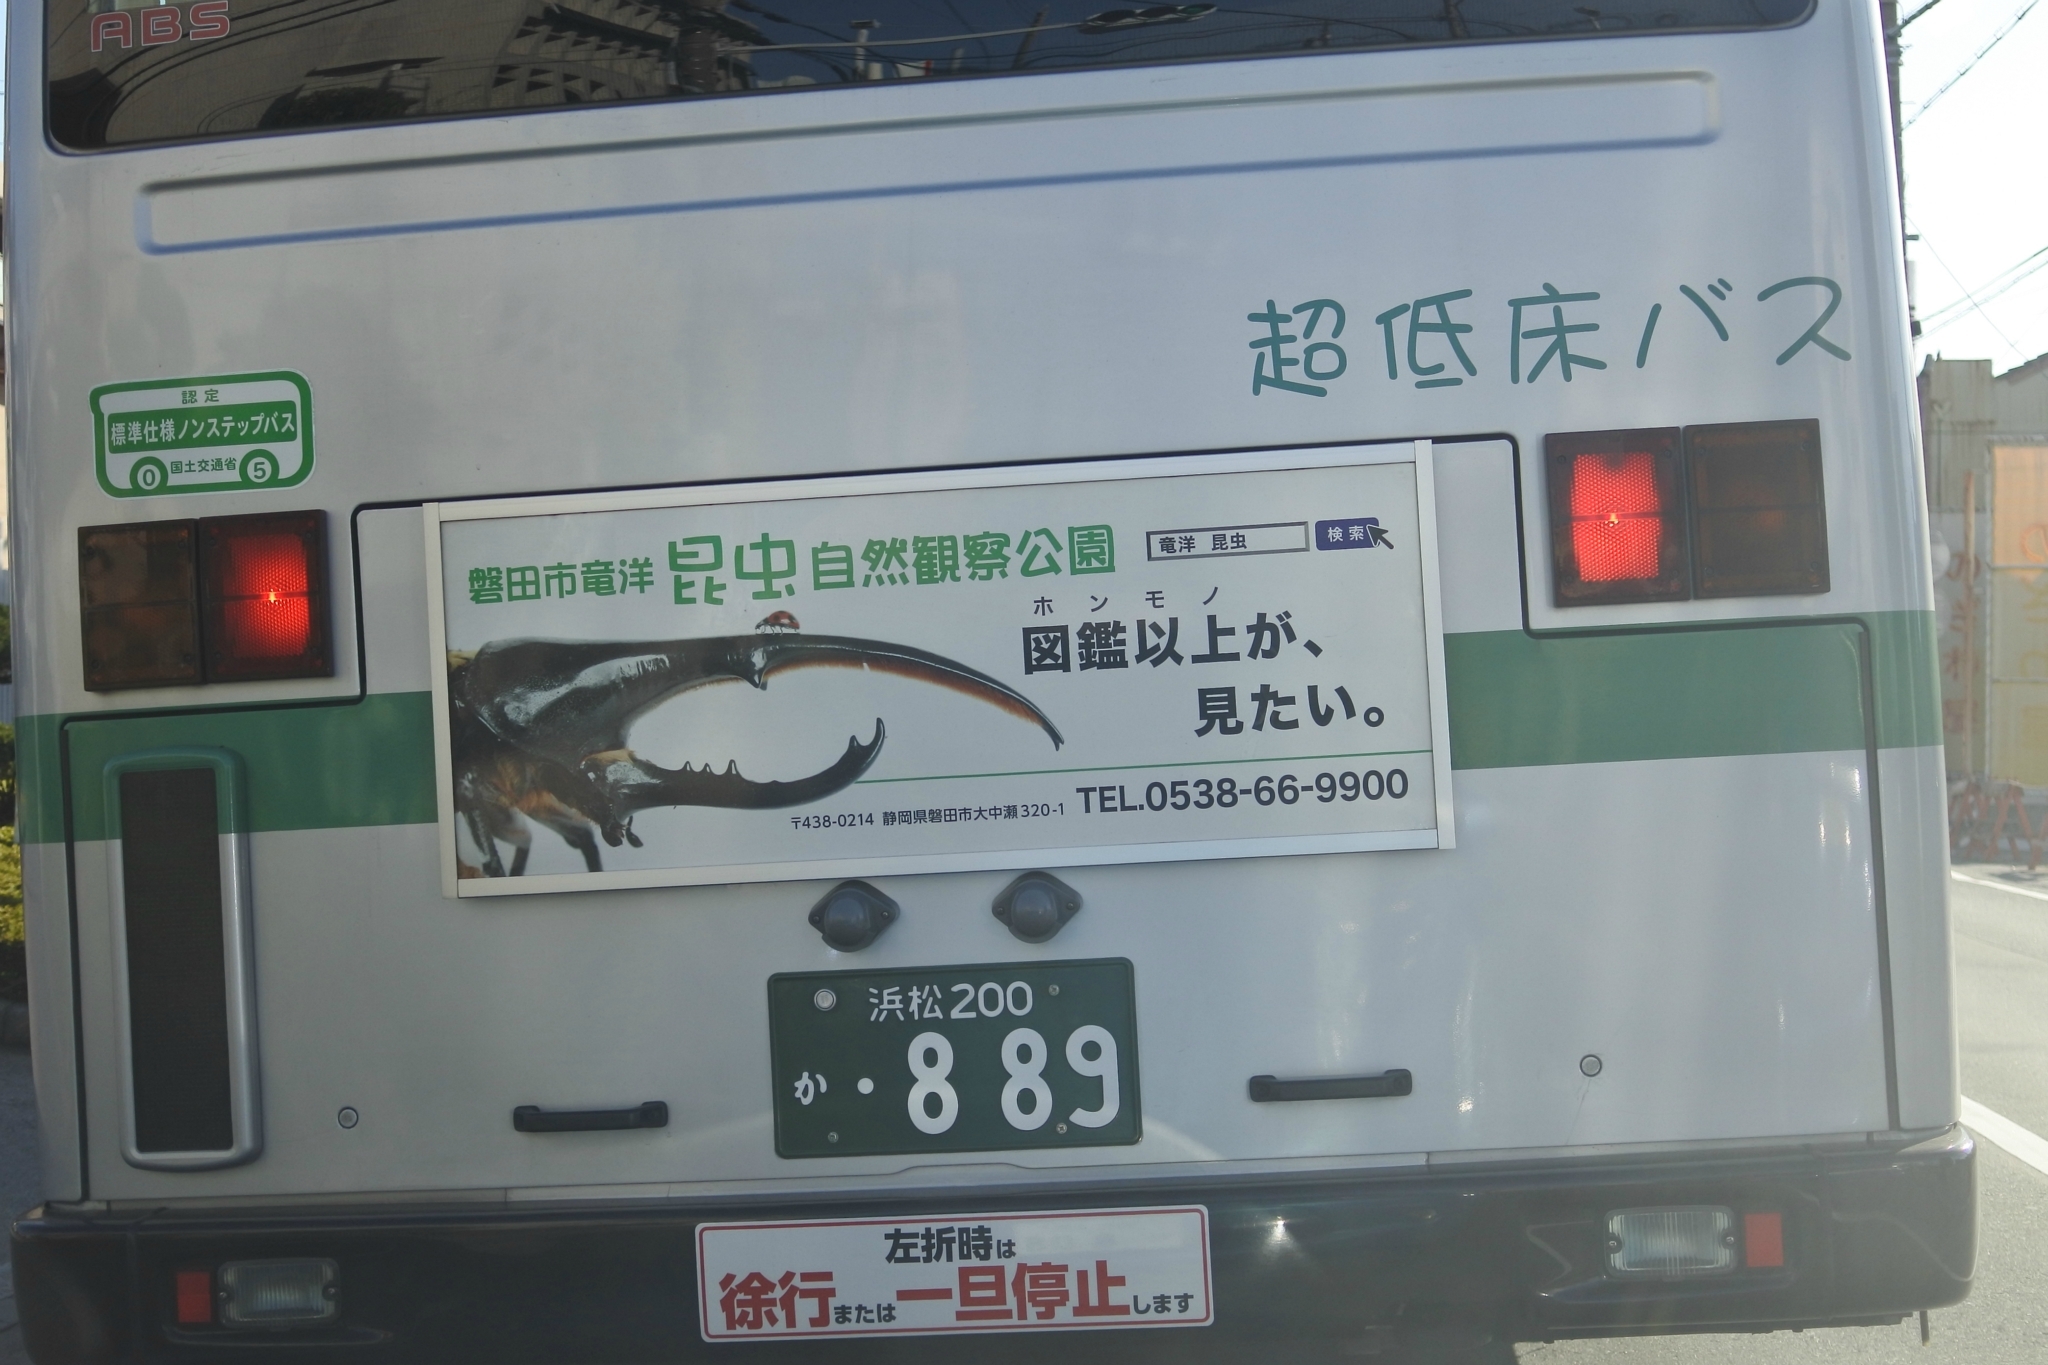 ABS
超低床バス
認定
標準仕様ノンステップバス
0 国土交通省 5
磐田市竜洋昆虫自然観察公園
竜洋 昆虫 検索
ホンモノ
図鑑以上が、
見たい。
TEL.0538-66-9900
〒438-0214 静岡県磐田市大中瀬320-1
浜松200
か・889
左折時は
徐行または一旦停止します